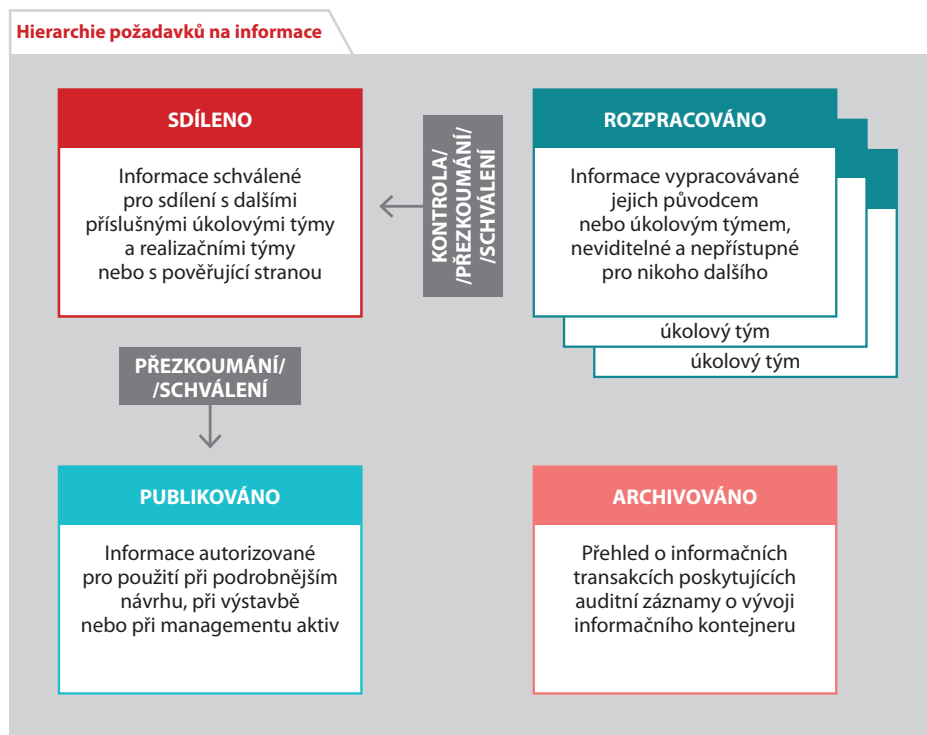 Hierarchie požadavků na informace
SDÍLENO
Informace schválené
pro sdílení s dalšími
příslušnými úkolovými týmy
a realizačními týmy
nebo s pověřující stranou
KONTROLA/
/PŘEZKOUMÁNÍ/
/SCHVÁLENÍ
ROZPRACOVÁNO
Informace vypracovávané
jejich původcem
nebo úkolovým týmem,
neviditelné a nepřístupné
pro nikoho dalšího
úkolový tým
úkolový tým
PŘEZKOUMÁNÍ/
/SCHVÁLENÍ
PUBLIKOVÁNO
Informace autorizované
pro použití při podrobnějším
návrhu, při výstavbě
nebo při managementu aktiv
ARCHIVOVÁNO
Přehled o informačních
transakcích poskytujících
auditní záznamy o vývoji
informačního kontejneru